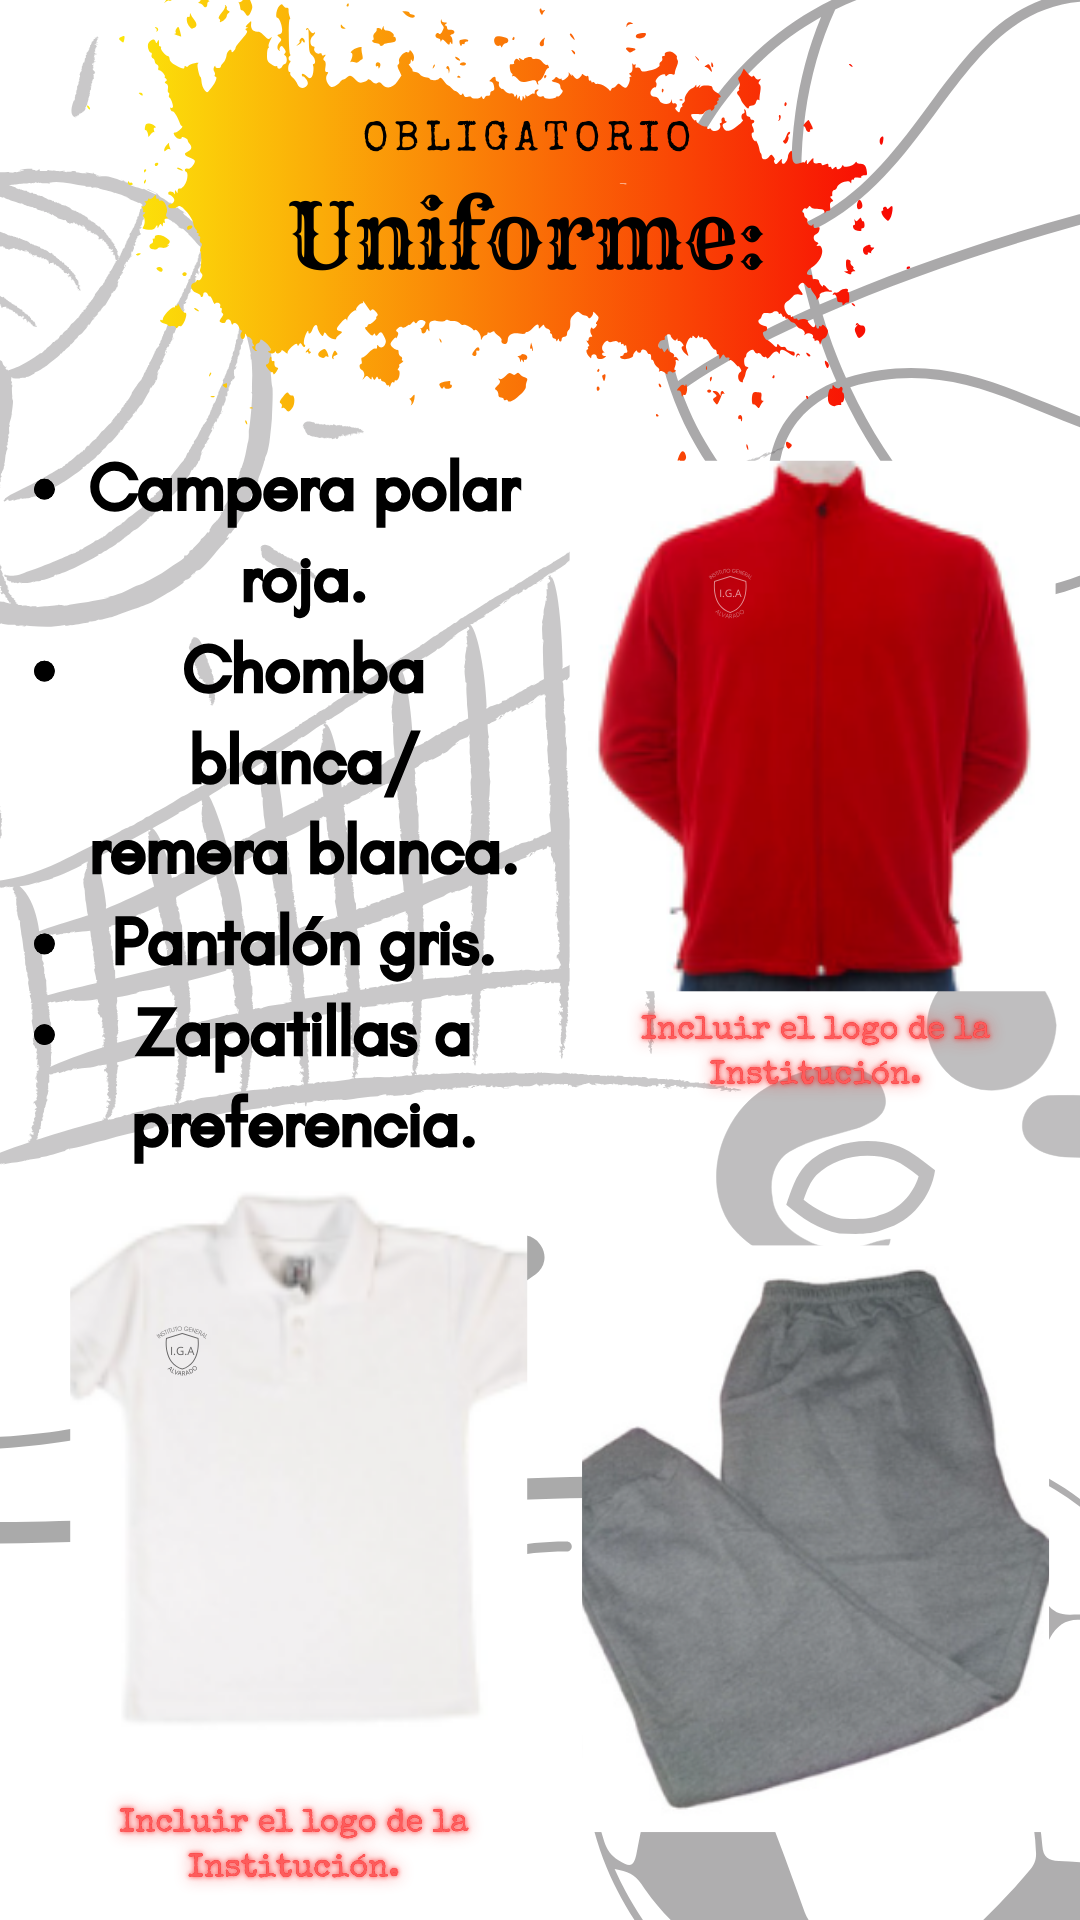 OBLIGATORIO
Uniforme:
• Campera polar
roja.
• Chomba
blanca/
remera blanca.
• Pantalón gris.
• Zapatillas a
preferencia.
INSTITUTO GENERAL
I.G.A
ALVARADO
Incluir el logo de la
Institución.
INSTITUTO GENERAL
I.G.A
ALVARADO
Incluir el logo de la
Institución.